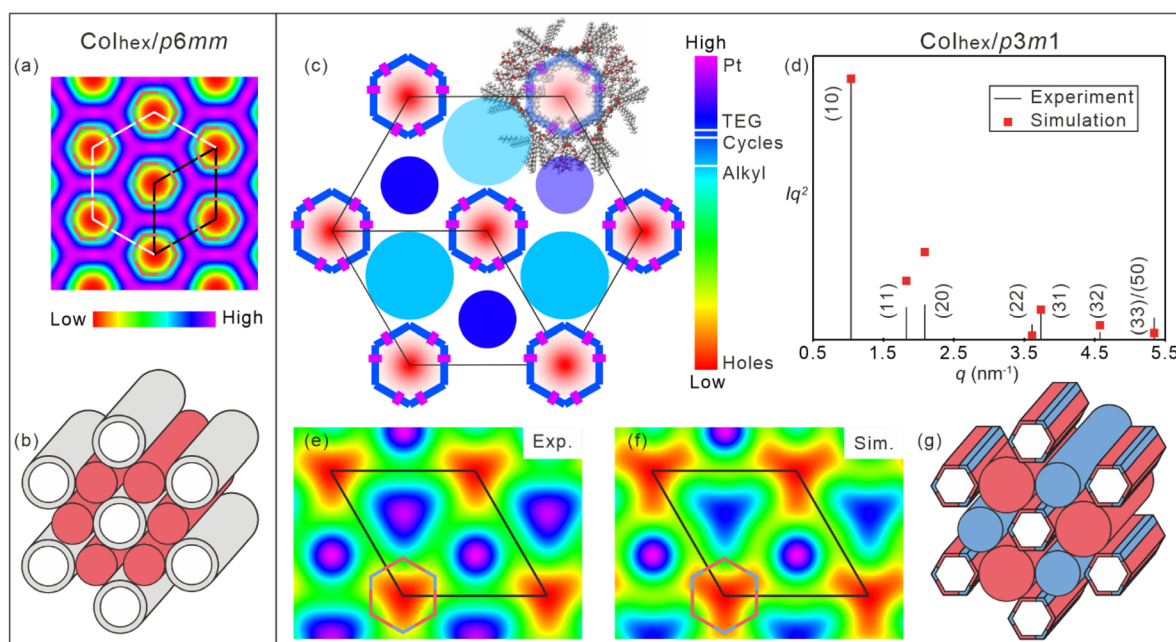 Colhex/p6mm
(a)
Low High
(b)
(c)
High
Pt
TEG
Cycles
Alkyl
Holes
Low
Colhex/p3m1
(d)
Experiment
Simulation
Iq²
(10)
(11)
(20)
(22)
(31)
(32)
(33)/(50)
0.5 1.5 2.5 3.5 4.5 5.5
q (nm⁻¹)
(e) Exp.
(f) Sim.
(g)